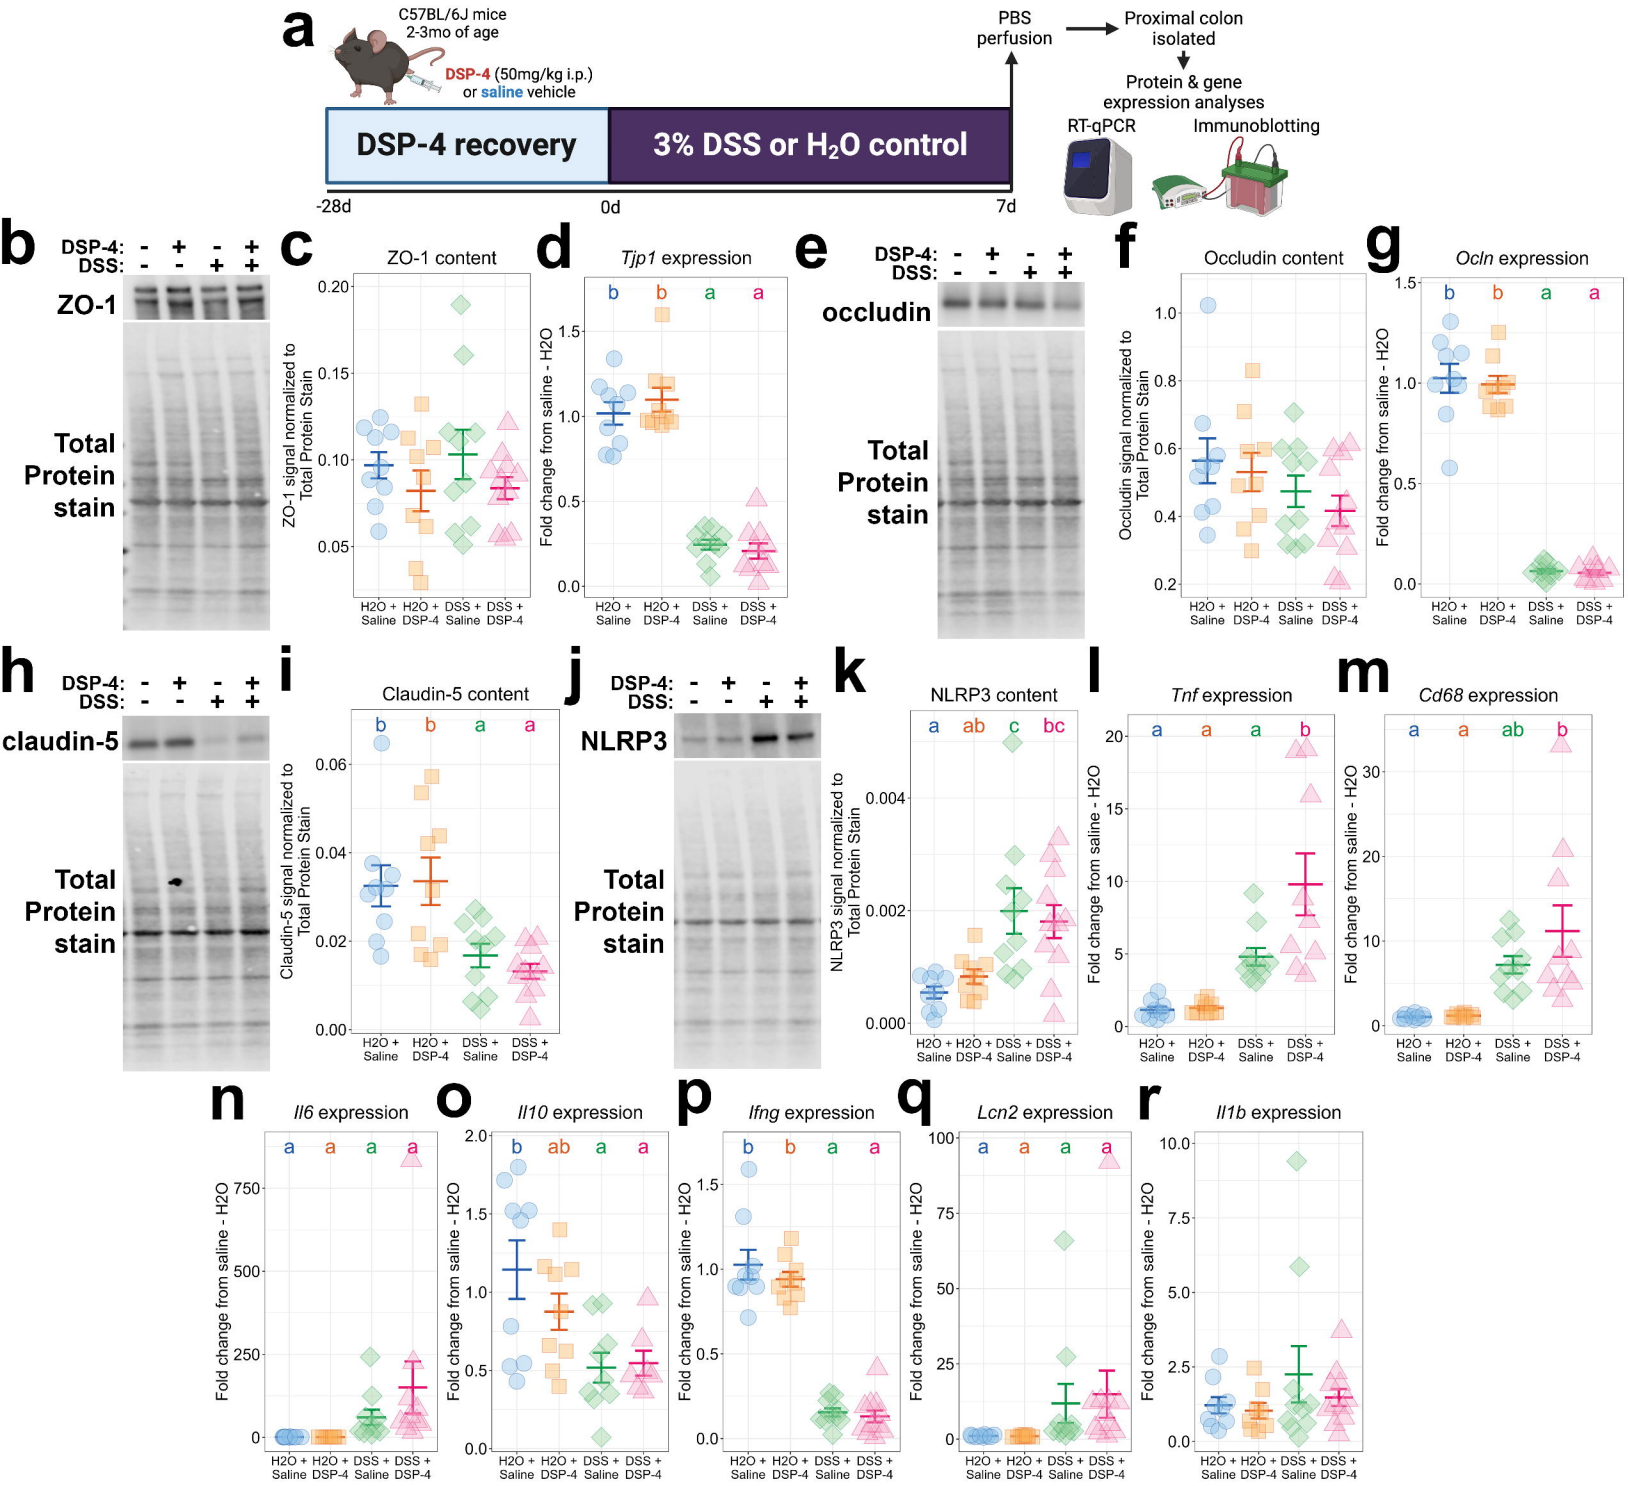 a
C57BL/6J mice
2-3mo of age
DSP-4 (50mg/kg i.p.)
or saline vehicle
DSP-4 recovery
3% DSS or H₂O control
-28d
0d
7d
PBS
perfusion
Proximal colon
isolated
Protein & gene
expression analyses
RT-qPCR
Immunoblotting
b
DSP-4: - + - +
DSS: - - + +
ZO-1
Total
Protein
stain
c
ZO-1 content
ZO-1 signal normalized to
Total Protein Stain
0.20
0.15
0.10
0.05
H2O + H2O + DSS + DSS +
Saline DSP-4 Saline DSP-4
d
Tjp1 expression
Fold change from saline - H2O
b b a a
1.5
1.0
0.5
0.0
H2O + H2O + DSS + DSS +
Saline DSP-4 Saline DSP-4
e
DSP-4: - + - +
DSS: - - + +
occludin
Total
Protein
stain
f
Occludin content
Occludin signal normalized to
Total Protein Stain
1.0
0.8
0.6
0.4
0.2
H2O + H2O + DSS + DSS +
Saline DSP-4 Saline DSP-4
g
Ocln expression
Fold change from saline - H2O
b b a a
1.5
1.0
0.5
0.0
H2O + H2O + DSS + DSS +
Saline DSP-4 Saline DSP-4
h
DSP-4: - + - +
DSS: - - + +
claudin-5
Total
Protein
stain
i
Claudin-5 content
Claudin-5 signal normalized to
Total Protein Stain
b b a a
0.06
0.04
0.02
0.00
H2O + H2O + DSS + DSS +
Saline DSP-4 Saline DSP-4
j
DSP-4: - + - +
DSS: - - + +
NLRP3
Total
Protein
stain
k
NLRP3 content
NLRP3 signal normalized to
Total Protein Stain
a ab c bc
0.004
0.002
0.000
H2O + H2O + DSS + DSS +
Saline DSP-4 Saline DSP-4
l
Tnf expression
Fold change from saline - H2O
a a a b
20
15
10
5
0
H2O + H2O + DSS + DSS +
Saline DSP-4 Saline DSP-4
m
Cd68 expression
Fold change from saline - H2O
a a ab b
30
20
10
0
H2O + H2O + DSS + DSS +
Saline DSP-4 Saline DSP-4
n
Il6 expression
Fold change from saline - H2O
a a a a
750
500
250
0
H2O + H2O + DSS + DSS +
Saline DSP-4 Saline DSP-4
o
Il10 expression
Fold change from saline - H2O
b ab a a
2.0
1.5
1.0
0.5
0.0
H2O + H2O + DSS + DSS +
Saline DSP-4 Saline DSP-4
p
Ifng expression
Fold change from saline - H2O
b b a a
1.5
1.0
0.5
0.0
H2O + H2O + DSS + DSS +
Saline DSP-4 Saline DSP-4
q
Lcn2 expression
Fold change from saline - H2O
a a a a
100
75
50
25
0
H2O + H2O + DSS + DSS +
Saline DSP-4 Saline DSP-4
r
Il1b expression
Fold change from saline - H2O
10.0
7.5
5.0
2.5
0.0
H2O + H2O + DSS + DSS +
Saline DSP-4 Saline DSP-4